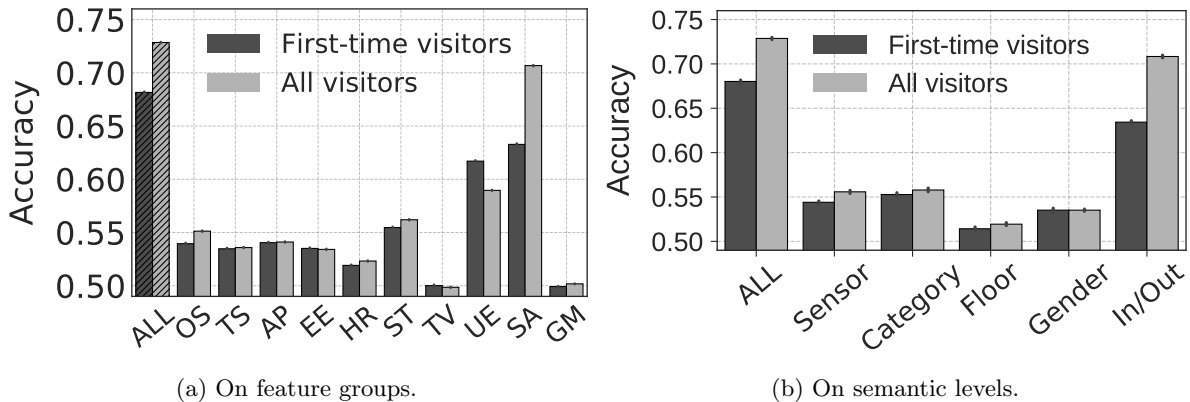 0.75
0.70
0.65
0.60
0.55
0.50
Accuracy
First-time visitors
All visitors
ALL OS TS AP EE HR ST TV UE SA GM
(a) On feature groups.
0.75
0.70
0.65
0.60
0.55
0.50
Accuracy
First-time visitors
All visitors
ALL Sensor Category Floor Gender In/Out
(b) On semantic levels.